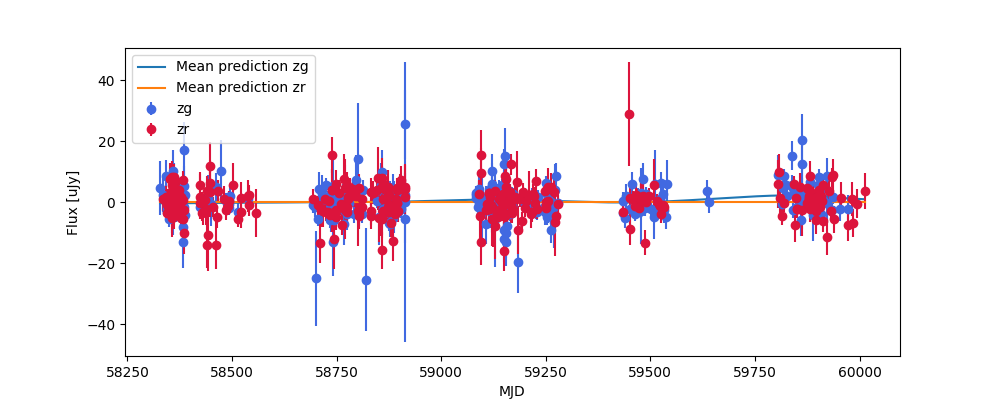 Mean prediction zg
Mean prediction zr
zg
zr
40
20
0
−20
−40
Flux [uJy]
58250
58500
58750
59000
59250
59500
59750
60000
MJD